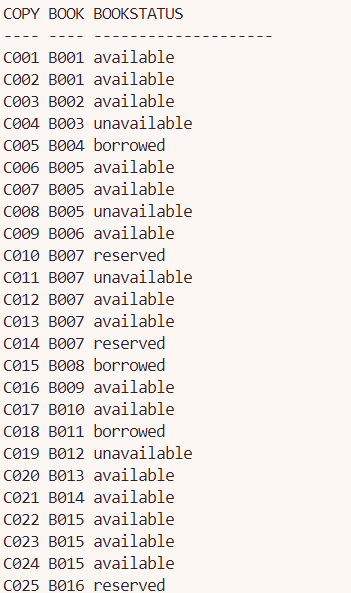 COPY BOOK BOOKSTATUS
---- ---- --------------------
C001 B001 available
C002 B001 available
C003 B002 available
C004 B003 unavailable
C005 B004 borrowed
C006 B005 available
C007 B005 available
C008 B005 unavailable
C009 B006 available
C010 B007 reserved
C011 B007 unavailable
C012 B007 available
C013 B007 available
C014 B007 reserved
C015 B008 borrowed
C016 B009 available
C017 B010 available
C018 B011 borrowed
C019 B012 unavailable
C020 B013 available
C021 B014 available
C022 B015 available
C023 B015 available
C024 B015 available
C025 B016 reserved